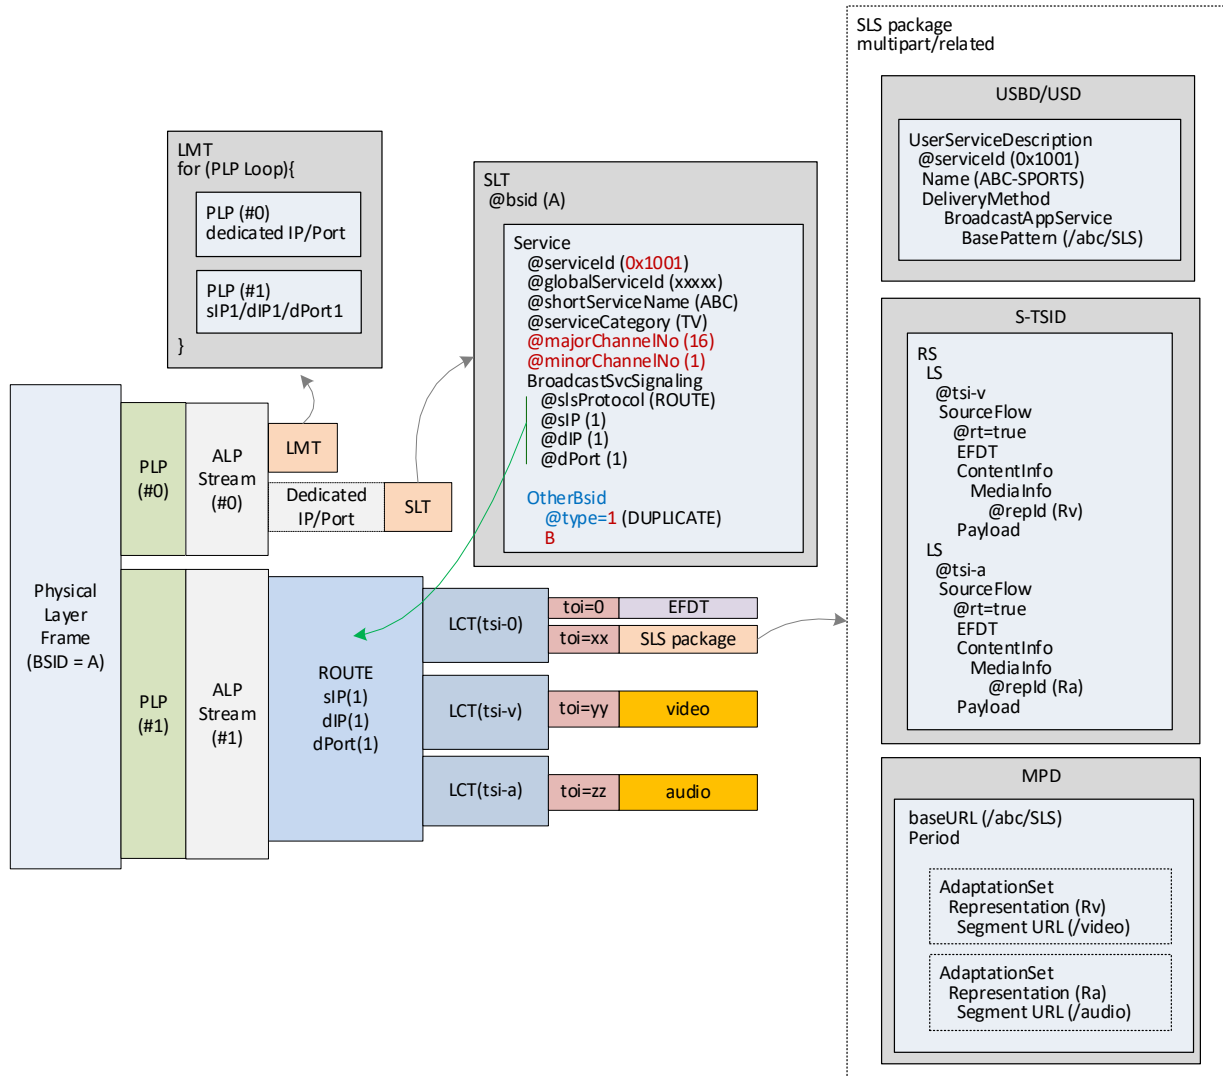 LMT
for (PLP Loop){
PLP (#0)
dedicated IP/Port
PLP (#1)
sIP1/dIP1/dPort1
}
SLT
@bsid (A)
Service
@serviceId (0x1001)
@globalServiceId (xxxxx)
@shortServiceName (ABC)
@serviceCategory (TV)
@majorChannelNo (16)
@minorChannelNo (1)
BroadcastSvcSignaling
@slsProtocol (ROUTE)
@sIP (1)
@dIP (1)
@dPort (1)
OtherBsid
@type=1 (DUPLICATE)
B
Physical
Layer
Frame
(BSID = A)
PLP
(#0)
ALP
Stream
(#0)
LMT
Dedicated
IP/Port
SLT
PLP
(#1)
ALP
Stream
(#1)
ROUTE
sIP(1)
dIP(1)
dPort(1)
LCT(tsi-0)
toi=0
EFDT
toi=xx
SLS package
LCT(tsi-v)
toi=yy
video
LCT(tsi-a)
toi=zz
audio
SLS package
multipart/related
USBD/USD
UserServiceDescription
@serviceId (0x1001)
Name (ABC-SPORTS)
DeliveryMethod
BroadcastAppService
BasePattern (/abc/SLS)
S-TSID
RS
LS
@tsi-v
SourceFlow
@rt=true
EFDT
ContentInfo
MediaInfo
@repId (Rv)
Payload
LS
@tsi-a
SourceFlow
@rt=true
EFDT
ContentInfo
MediaInfo
@repId (Ra)
Payload
MPD
baseURL (/abc/SLS)
Period
AdaptationSet
Representation (Rv)
Segment URL (/video)
AdaptationSet
Representation (Ra)
Segment URL (/audio)